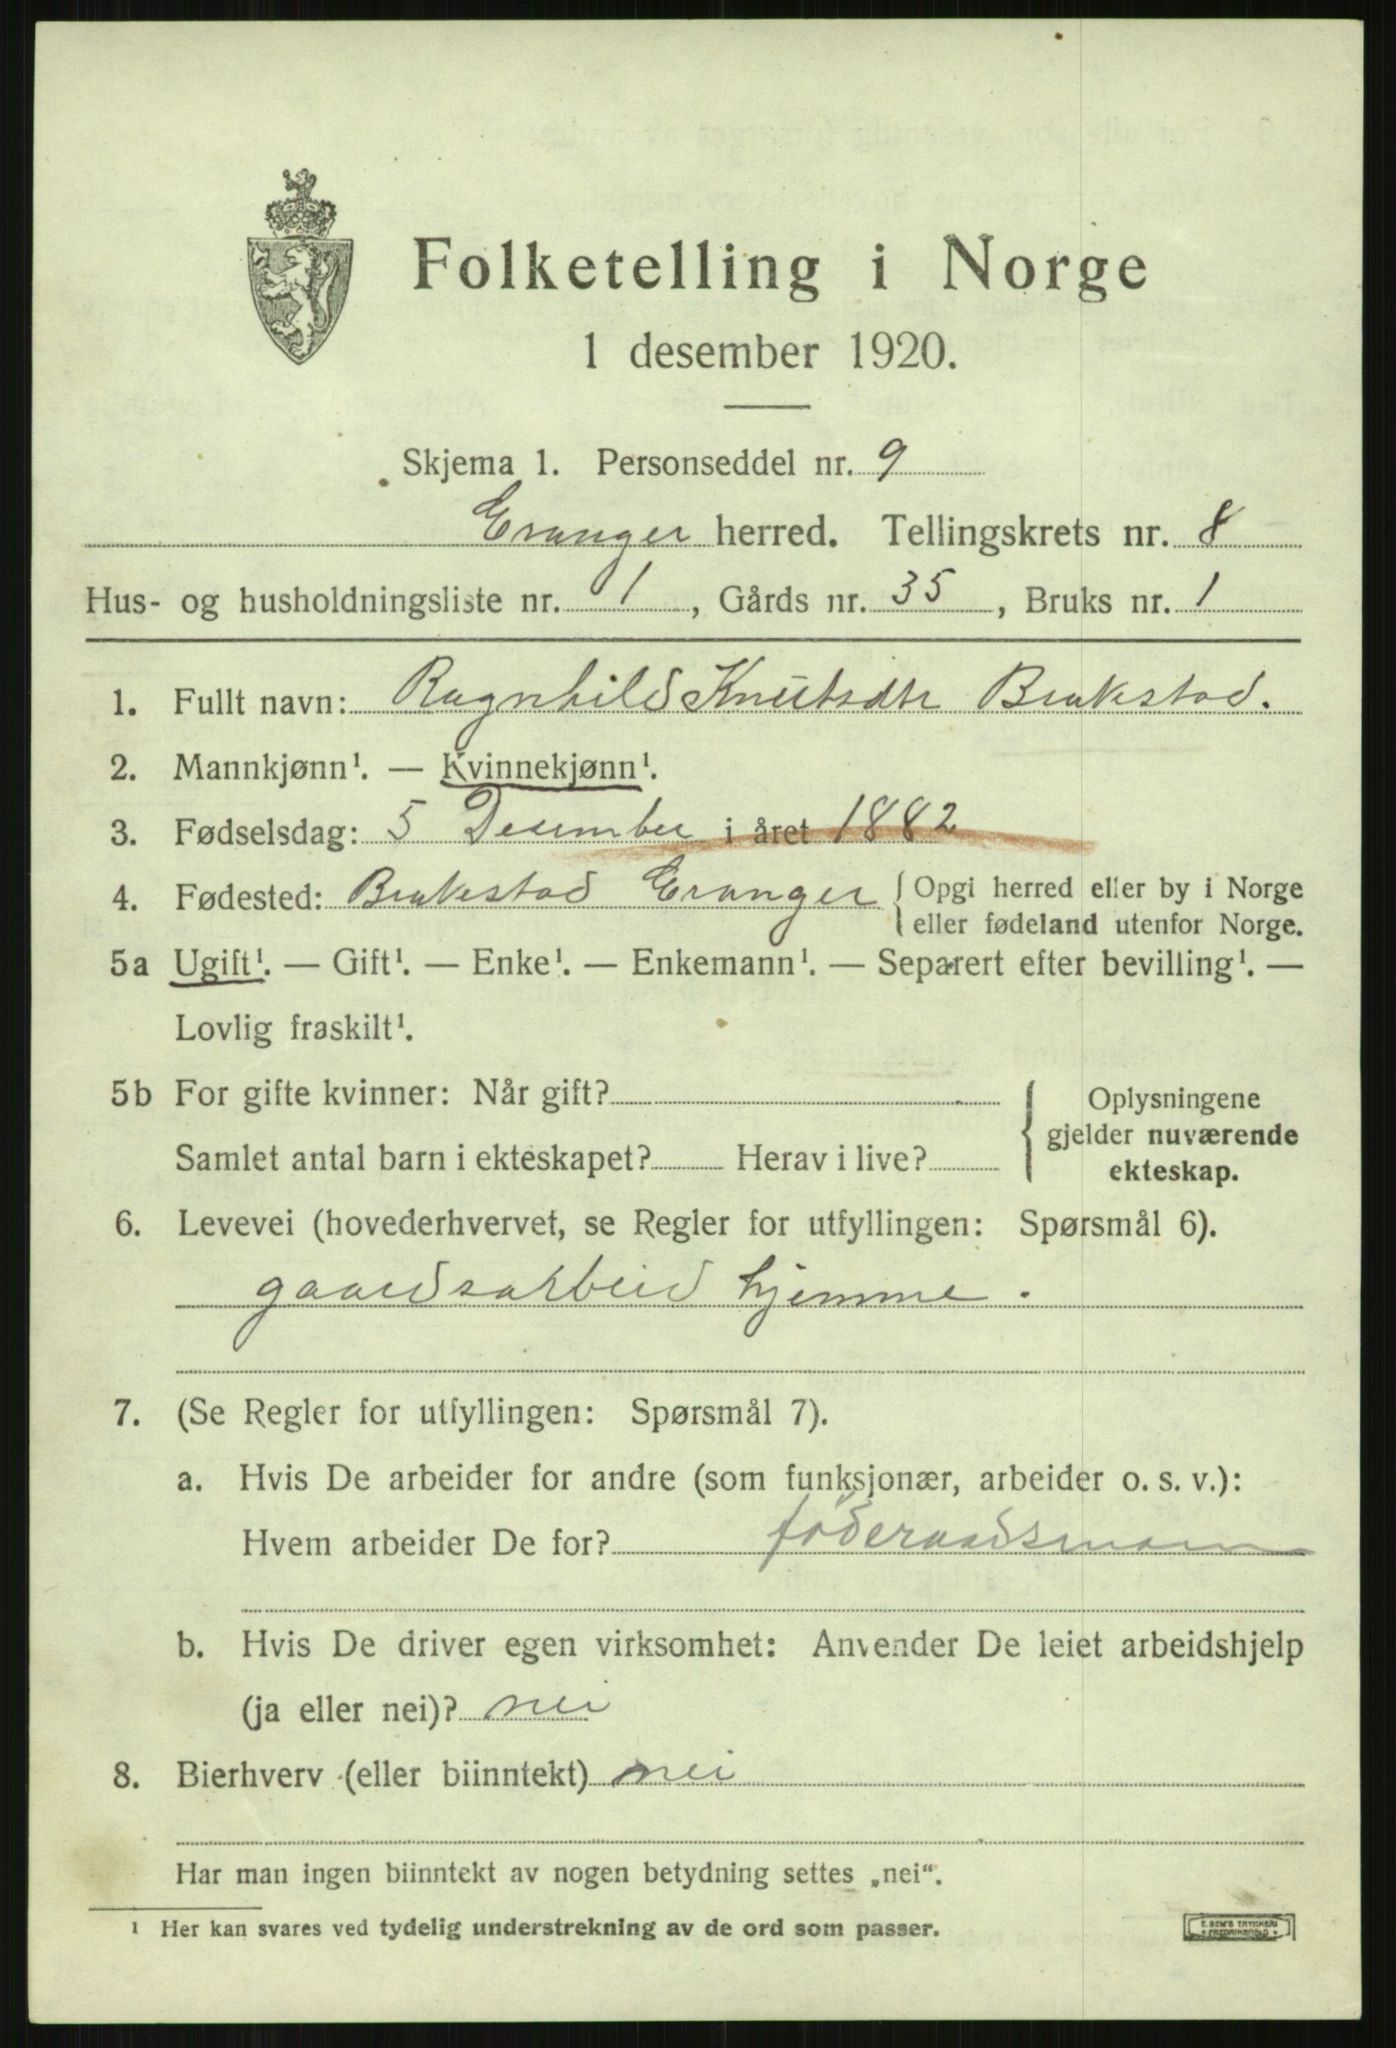 Folketelling i Norge
1 desember 1920.
Skjema 1. Personseddel nr. 9
Evanger herred. Tellingskrets nr. 8
Hus- og husholdningsliste nr. 1, Gårds nr. 35, Bruks nr. 1
1. Fullt navn: Ragnhild Knutsdtr Brakestad.
2. Mannkjønn¹. — Kvinnekjønn¹.
3. Fødselsdag: 5 Desember i året 1882
4. Fødested: Brakestad Evanger { Opgi herred eller by i Norge
eller fødeland utenfor Norge.
5a Ugift¹. — Gift¹. — Enke¹. — Enkemann¹. — Separert efter bevilling¹. —
Lovlig fraskilt¹.
5b For gifte kvinner: Når gift?
Samlet antal barn i ekteskapet? Herav i live?
{ Oplysningene
gjelder nuværende
ekteskap.
6. Levevei (hovederhvervet, se Regler for utfyllingen: Spørsmål 6).
gaardsarbeid hjemme.
7. (Se Regler for utfyllingen: Spørsmål 7).
a. Hvis De arbeider for andre (som funksjonær, arbeider o. s. v.):
Hvem arbeider De for? føderaadsmann
b. Hvis De driver egen virksomhet: Anvender De leiet arbeidshjelp
(ja eller nei)? nei
8. Bierhverv (eller biinntekt) nei
Har man ingen biinntekt av nogen betydning settes „nei“.
¹ Her kan svares ved tydelig understrekning av de ord som passer.
E. SEM'S TRYKKERI
FREDRIKSHALD